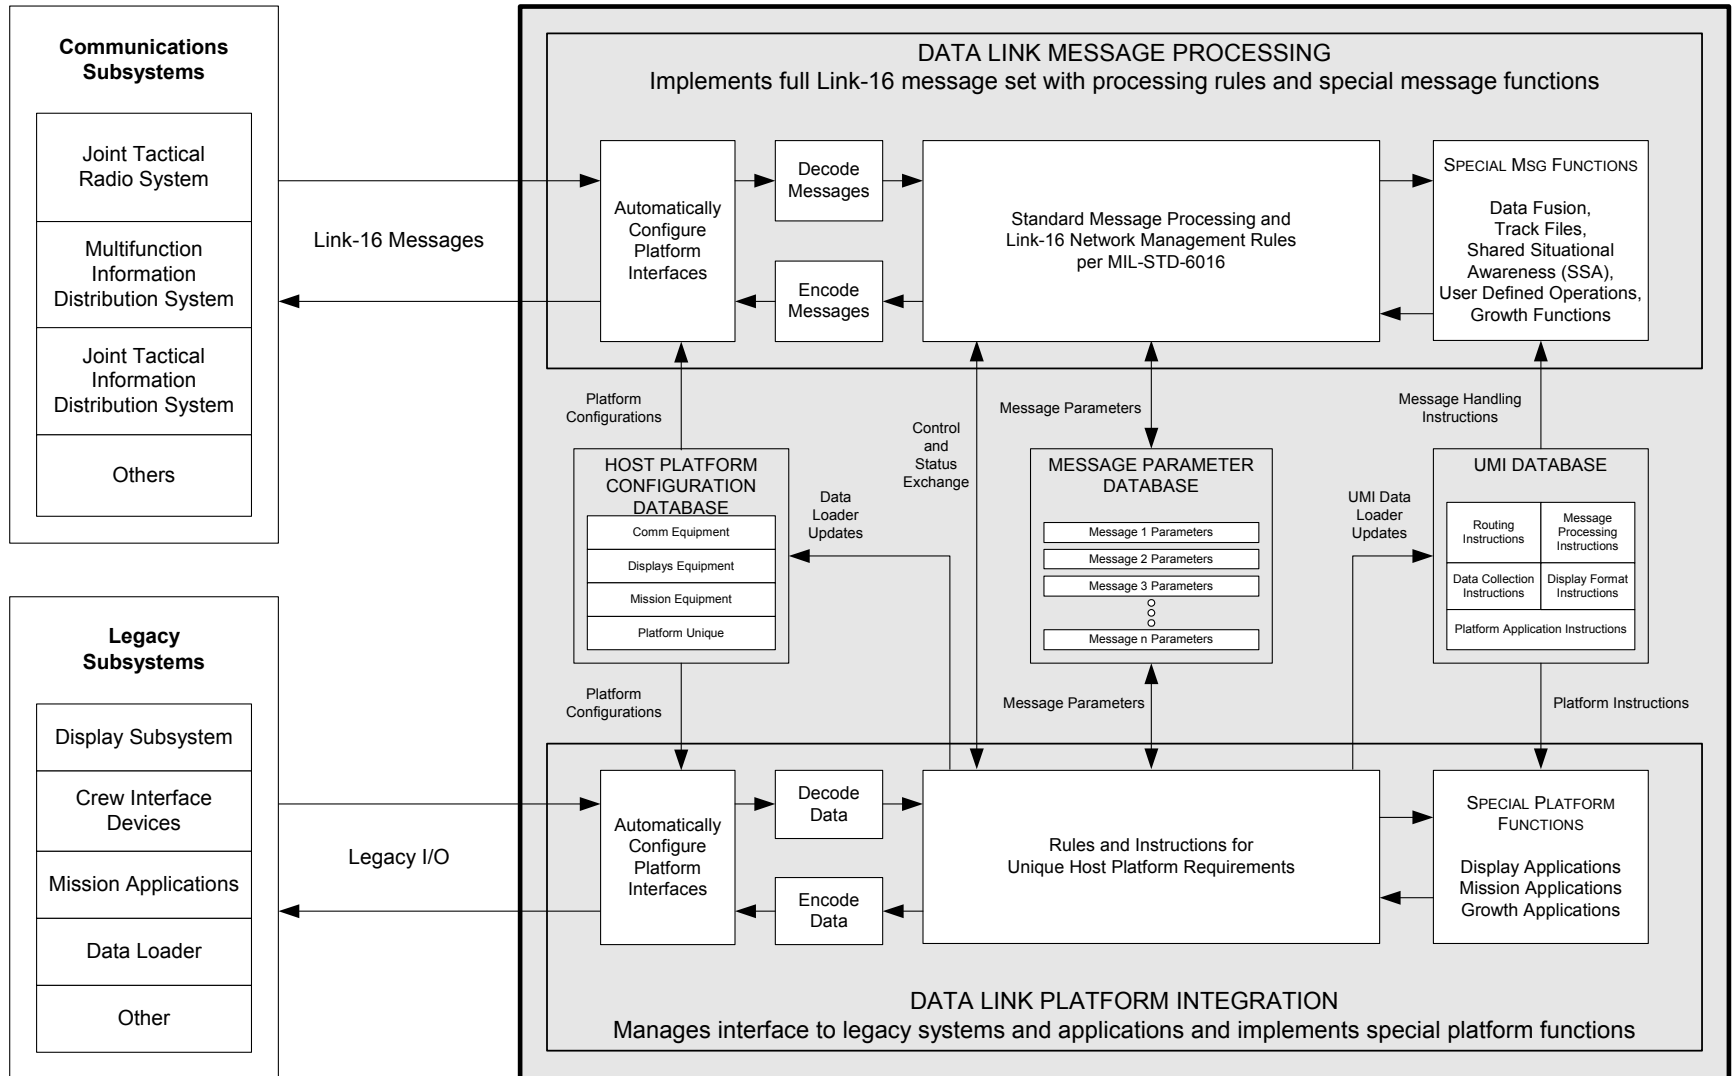 Communications
Subsystems
Joint Tactical
Radio System
Multifunction
Information
Distribution System
Joint Tactical
Information
Distribution System
Others
Link-16 Messages
DATA LINK MESSAGE PROCESSING
Implements full Link-16 message set with processing rules and special message functions
Automatically
Configure
Platform
Interfaces
Decode
Messages
Encode
Messages
Standard Message Processing and
Link-16 Network Management Rules
per MIL-STD-6016
SPECIAL MSG FUNCTIONS
Data Fusion,
Track Files,
Shared Situational
Awareness (SSA),
User Defined Operations,
Growth Functions
Platform
Configurations
Control
and
Status
Exchange
Message Parameters
Message Handling
Instructions
HOST PLATFORM
CONFIGURATION
DATABASE
Comm Equipment
Displays Equipment
Mission Equipment
Platform Unique
Data
Loader
Updates
MESSAGE PARAMETER
DATABASE
Message 1 Parameters
Message 2 Parameters
Message 3 Parameters
Message n Parameters
UMI Data
Loader
Updates
UMI DATABASE
Routing
Instructions
Message
Processing
Instructions
Data Collection
Instructions
Display Format
Instructions
Platform Application Instructions
Platform
Configurations
Message Parameters
Platform Instructions
Legacy
Subsystems
Display Subsystem
Crew Interface
Devices
Mission Applications
Data Loader
Other
Legacy I/O
Automatically
Configure
Platform
Interfaces
Decode
Data
Encode
Data
Rules and Instructions for
Unique Host Platform Requirements
SPECIAL PLATFORM
FUNCTIONS
Display Applications
Mission Applications
Growth Applications
DATA LINK PLATFORM INTEGRATION
Manages interface to legacy systems and applications and implements special platform functions